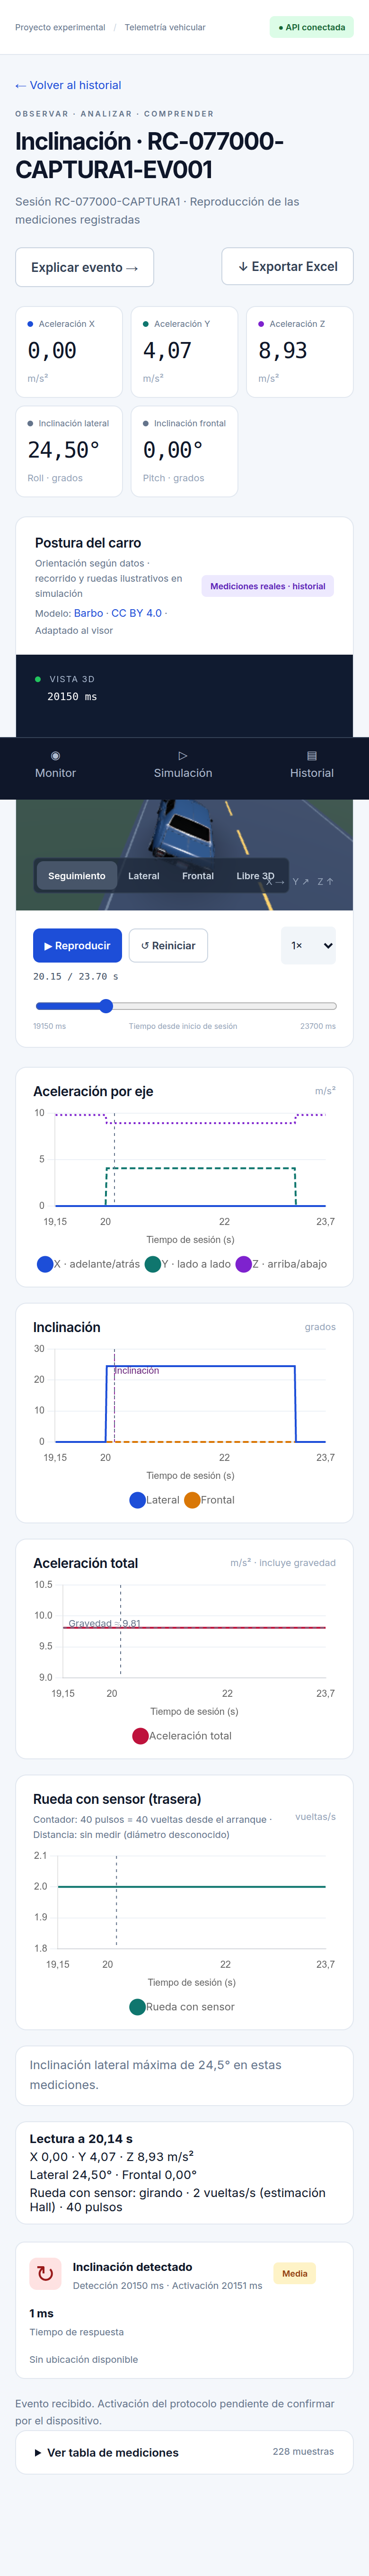 Proyecto experimental / Telemetría vehicular
● API conectada
← Volver al historial
OBSERVAR · ANALIZAR · COMPRENDER
Inclinación · RC-077000-
CAPTURA1-EV001
Sesión RC-077000-CAPTURA1 · Reproducción de las
mediciones registradas
Explicar evento →
↓ Exportar Excel
Aceleración X
0,00
m/s²
Aceleración Y
4,07
m/s²
Aceleración Z
8,93
m/s²
Inclinación lateral
24,50°
Roll · grados
Inclinación frontal
0,00°
Pitch · grados
Postura del carro
Orientación según datos ·
recorrido y ruedas ilustrativos en
simulación
Modelo: Barbo · CC BY 4.0 ·
Adaptado al visor
Mediciones reales · historial
VISTA 3D
20150 ms
Monitor
Simulación
Historial
Seguimiento Lateral Frontal Libre 3D
X → Y ↗ Z ↑
▶ Reproducir
↺ Reiniciar
1×
20.15 / 23.70 s
19150 ms Tiempo desde inicio de sesión 23700 ms
Aceleración por eje m/s²
10
5
0
19,15 20 22 23,7
Tiempo de sesión (s)
X · adelante/atrás Y · lado a lado Z · arriba/abajo
Inclinación grados
30
Inclinación
20
10
0
19,15 20 22 23,7
Tiempo de sesión (s)
Lateral Frontal
Aceleración total m/s² · incluye gravedad
10.5
10.0
Gravedad = 9,81
9.5
9.0
19,15 20 22 23,7
Tiempo de sesión (s)
Aceleración total
Rueda con sensor (trasera)
Contador: 40 pulsos = 40 vueltas desde el arranque ·
Distancia: sin medir (diámetro desconocido)
vueltas/s
2.1
2.0
1.9
1.8
19,15 20 22 23,7
Tiempo de sesión (s)
Rueda con sensor
Inclinación lateral máxima de 24,5° en estas
mediciones.
Lectura a 20,14 s
X 0,00 · Y 4,07 · Z 8,93 m/s²
Lateral 24,50° · Frontal 0,00°
Rueda con sensor: girando · 2 vueltas/s (estimación
Hall) · 40 pulsos
Inclinación detectado
Detección 20150 ms · Activación 20151 ms
Media
1 ms
Tiempo de respuesta
Sin ubicación disponible
Evento recibido. Activación del protocolo pendiente de confirmar
por el dispositivo.
▶ Ver tabla de mediciones 228 muestras